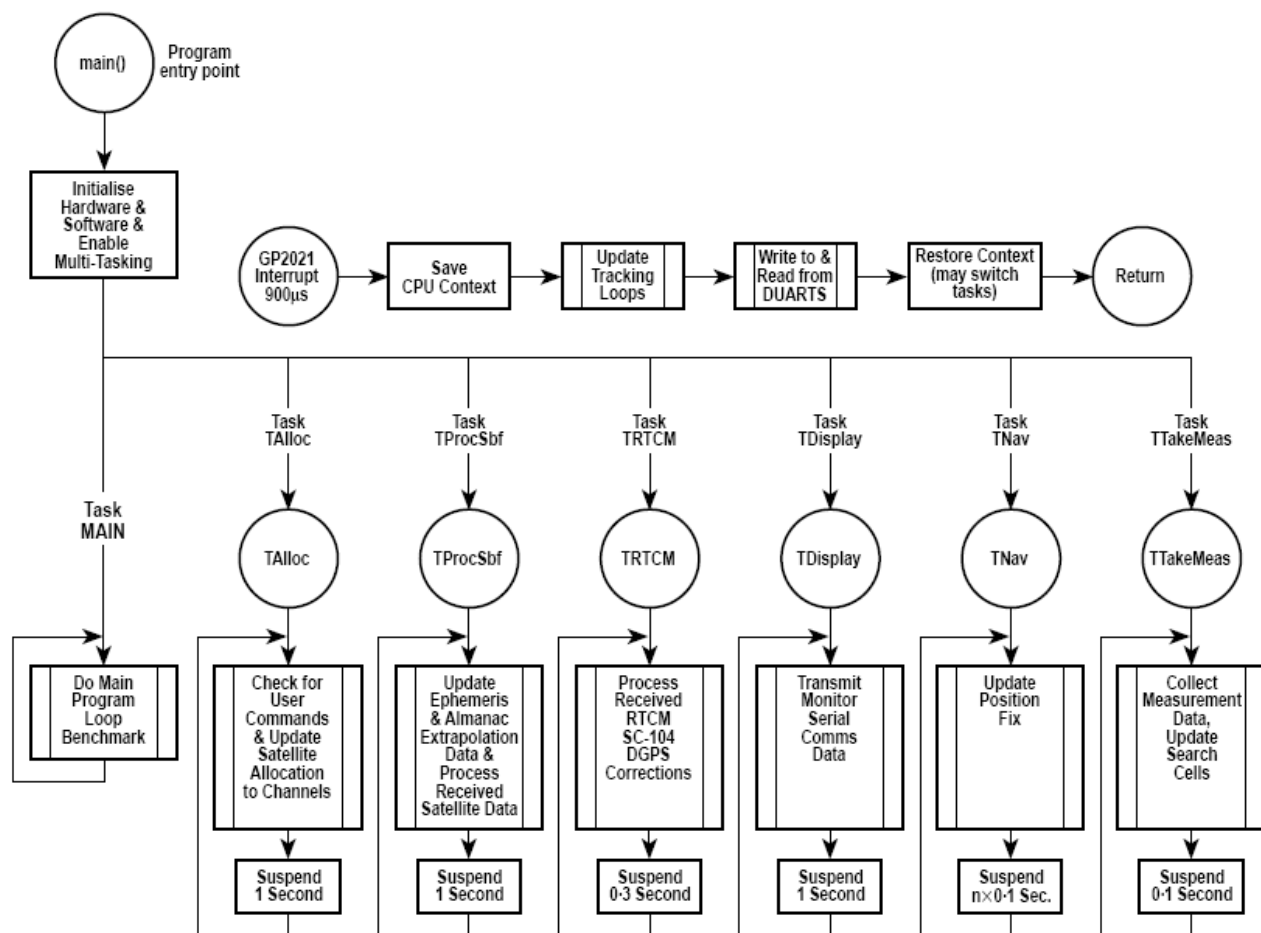 main()
Program
entry point
Initialise
Hardware &
Software &
Enable
Multi-Tasking
GP2021
Interrupt
900µs
Save
CPU Context
Update
Tracking
Loops
Write to &
Read from
DUARTS
Restore Context
(may switch
tasks)
Return
Task
MAIN
Task
TAlloc
Task
TProcSbf
Task
TRTCM
Task
TDisplay
Task
TNav
Task
TTakeMeas
TAlloc
TProcSbf
TRTCM
TDisplay
TNav
TTakeMeas
Do Main
Program
Loop
Benchmark
Check for
User
Commands
& Update
Satellite
Allocation
to Channels
Update
Ephemeris
& Almanac
Extrapolation
Data &
Process
Received
Satellite Data
Process
Received
RTCM
SC-104
DGPS
Corrections
Transmit
Monitor
Serial
Comms
Data
Update
Position
Fix
Collect
Measurement
Data,
Update
Search
Cells
Suspend
1 Second
Suspend
1 Second
Suspend
0·3 Second
Suspend
1 Second
Suspend
n×0·1 Sec.
Suspend
0·1 Second